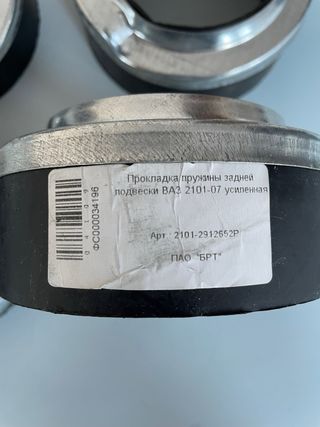 Прокладка пружины задней
подвески ВАЗ 2101-07 усиленная
Арт.: 2101-2912652Р
ПАО "БРТ"
ФС000034196